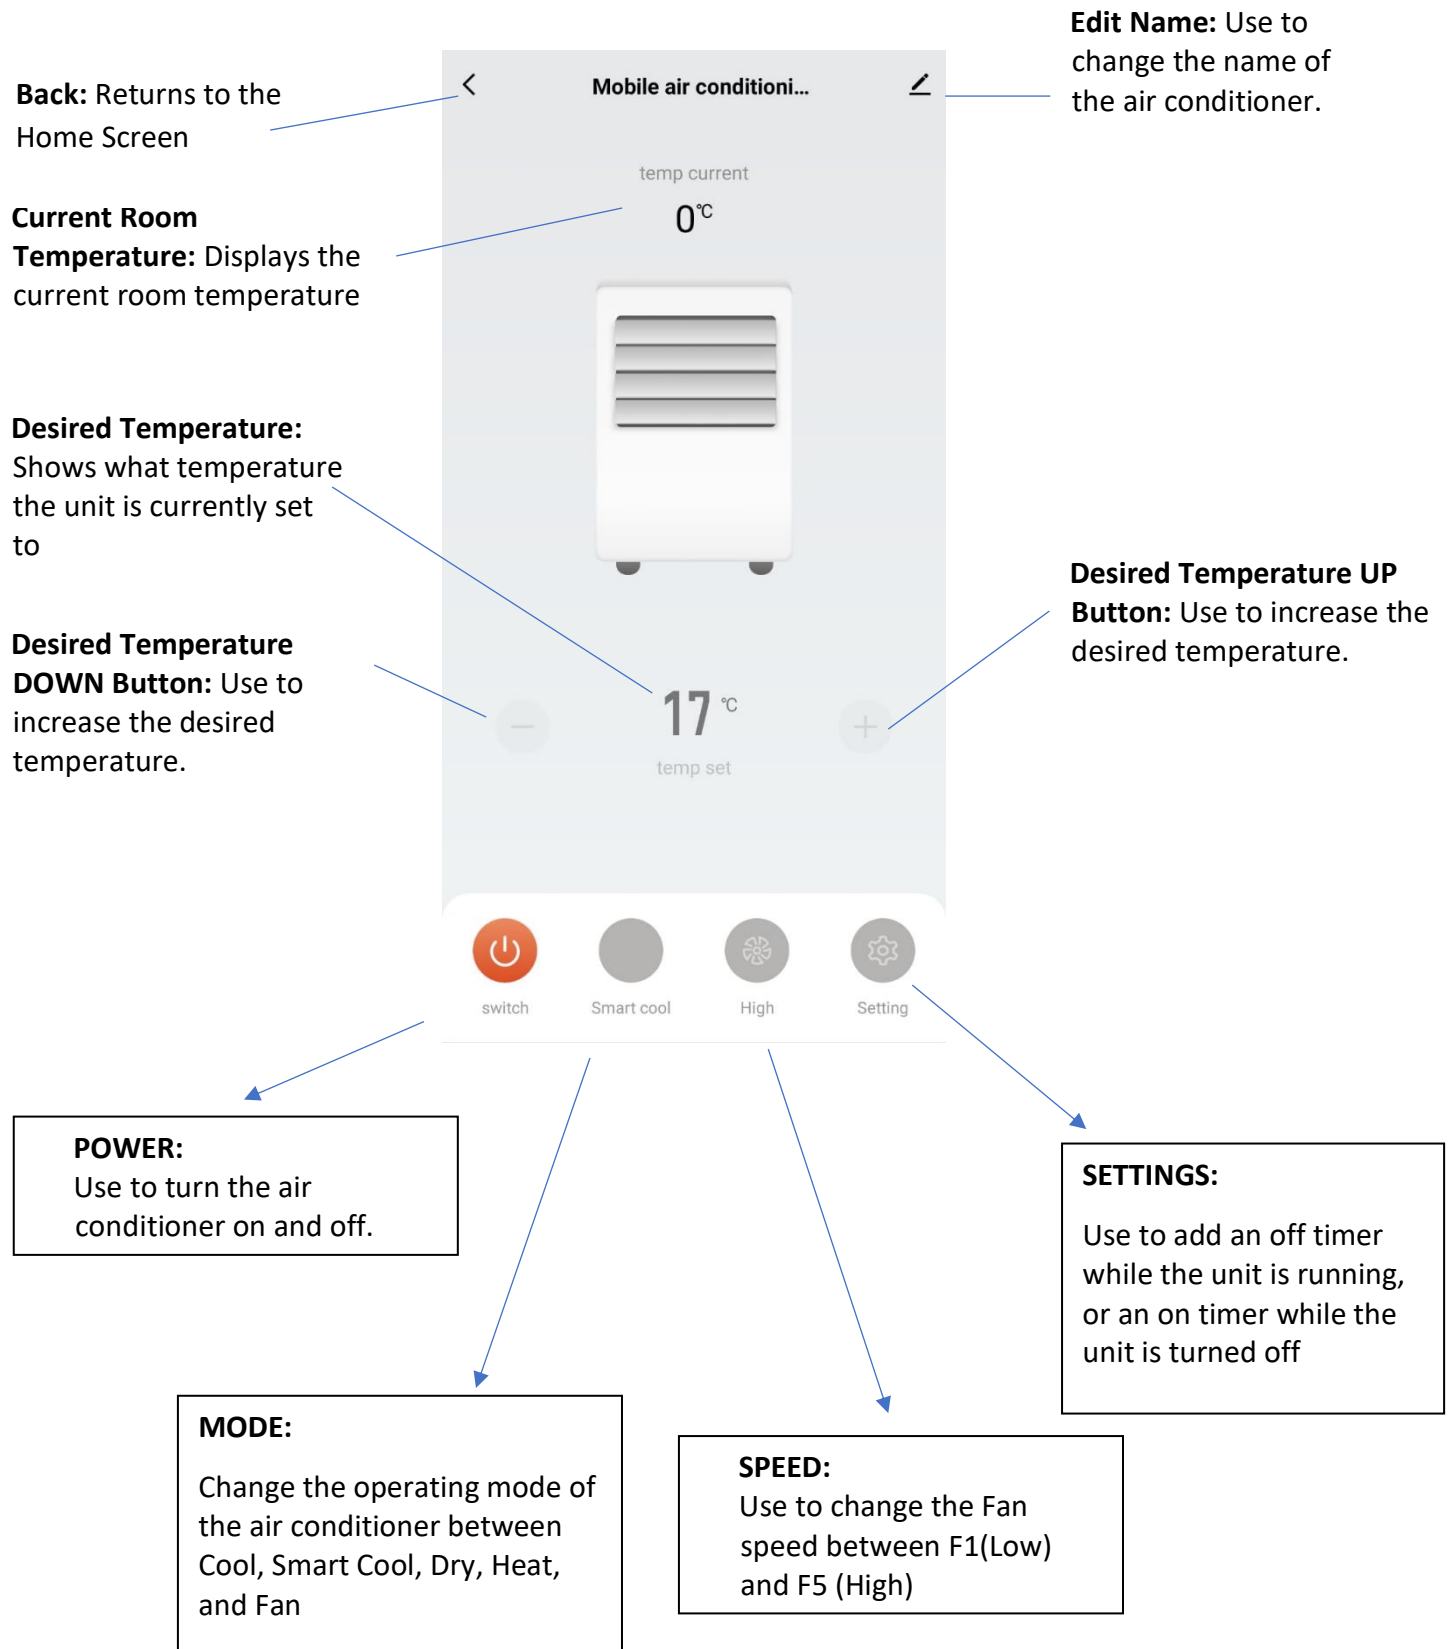 Edit Name: Use to
change the name of
the air conditioner.
Back: Returns to the
Home Screen
Mobile air conditioni...
temp current
0°C
Current Room
Temperature: Displays the
current room temperature
Desired Temperature:
Shows what temperature
the unit is currently set
to
Desired Temperature UP
Button: Use to increase the
desired temperature.
Desired Temperature
DOWN Button: Use to
increase the desired
temperature.
17 °C
temp set
switch
Smart cool
High
Setting
POWER:
Use to turn the air
conditioner on and off.
SETTINGS:
Use to add an off timer
while the unit is running,
or an on timer while the
unit is turned off
MODE:
Change the operating mode of
the air conditioner between
Cool, Smart Cool, Dry, Heat,
and Fan
SPEED:
Use to change the Fan
speed between F1(Low)
and F5 (High)